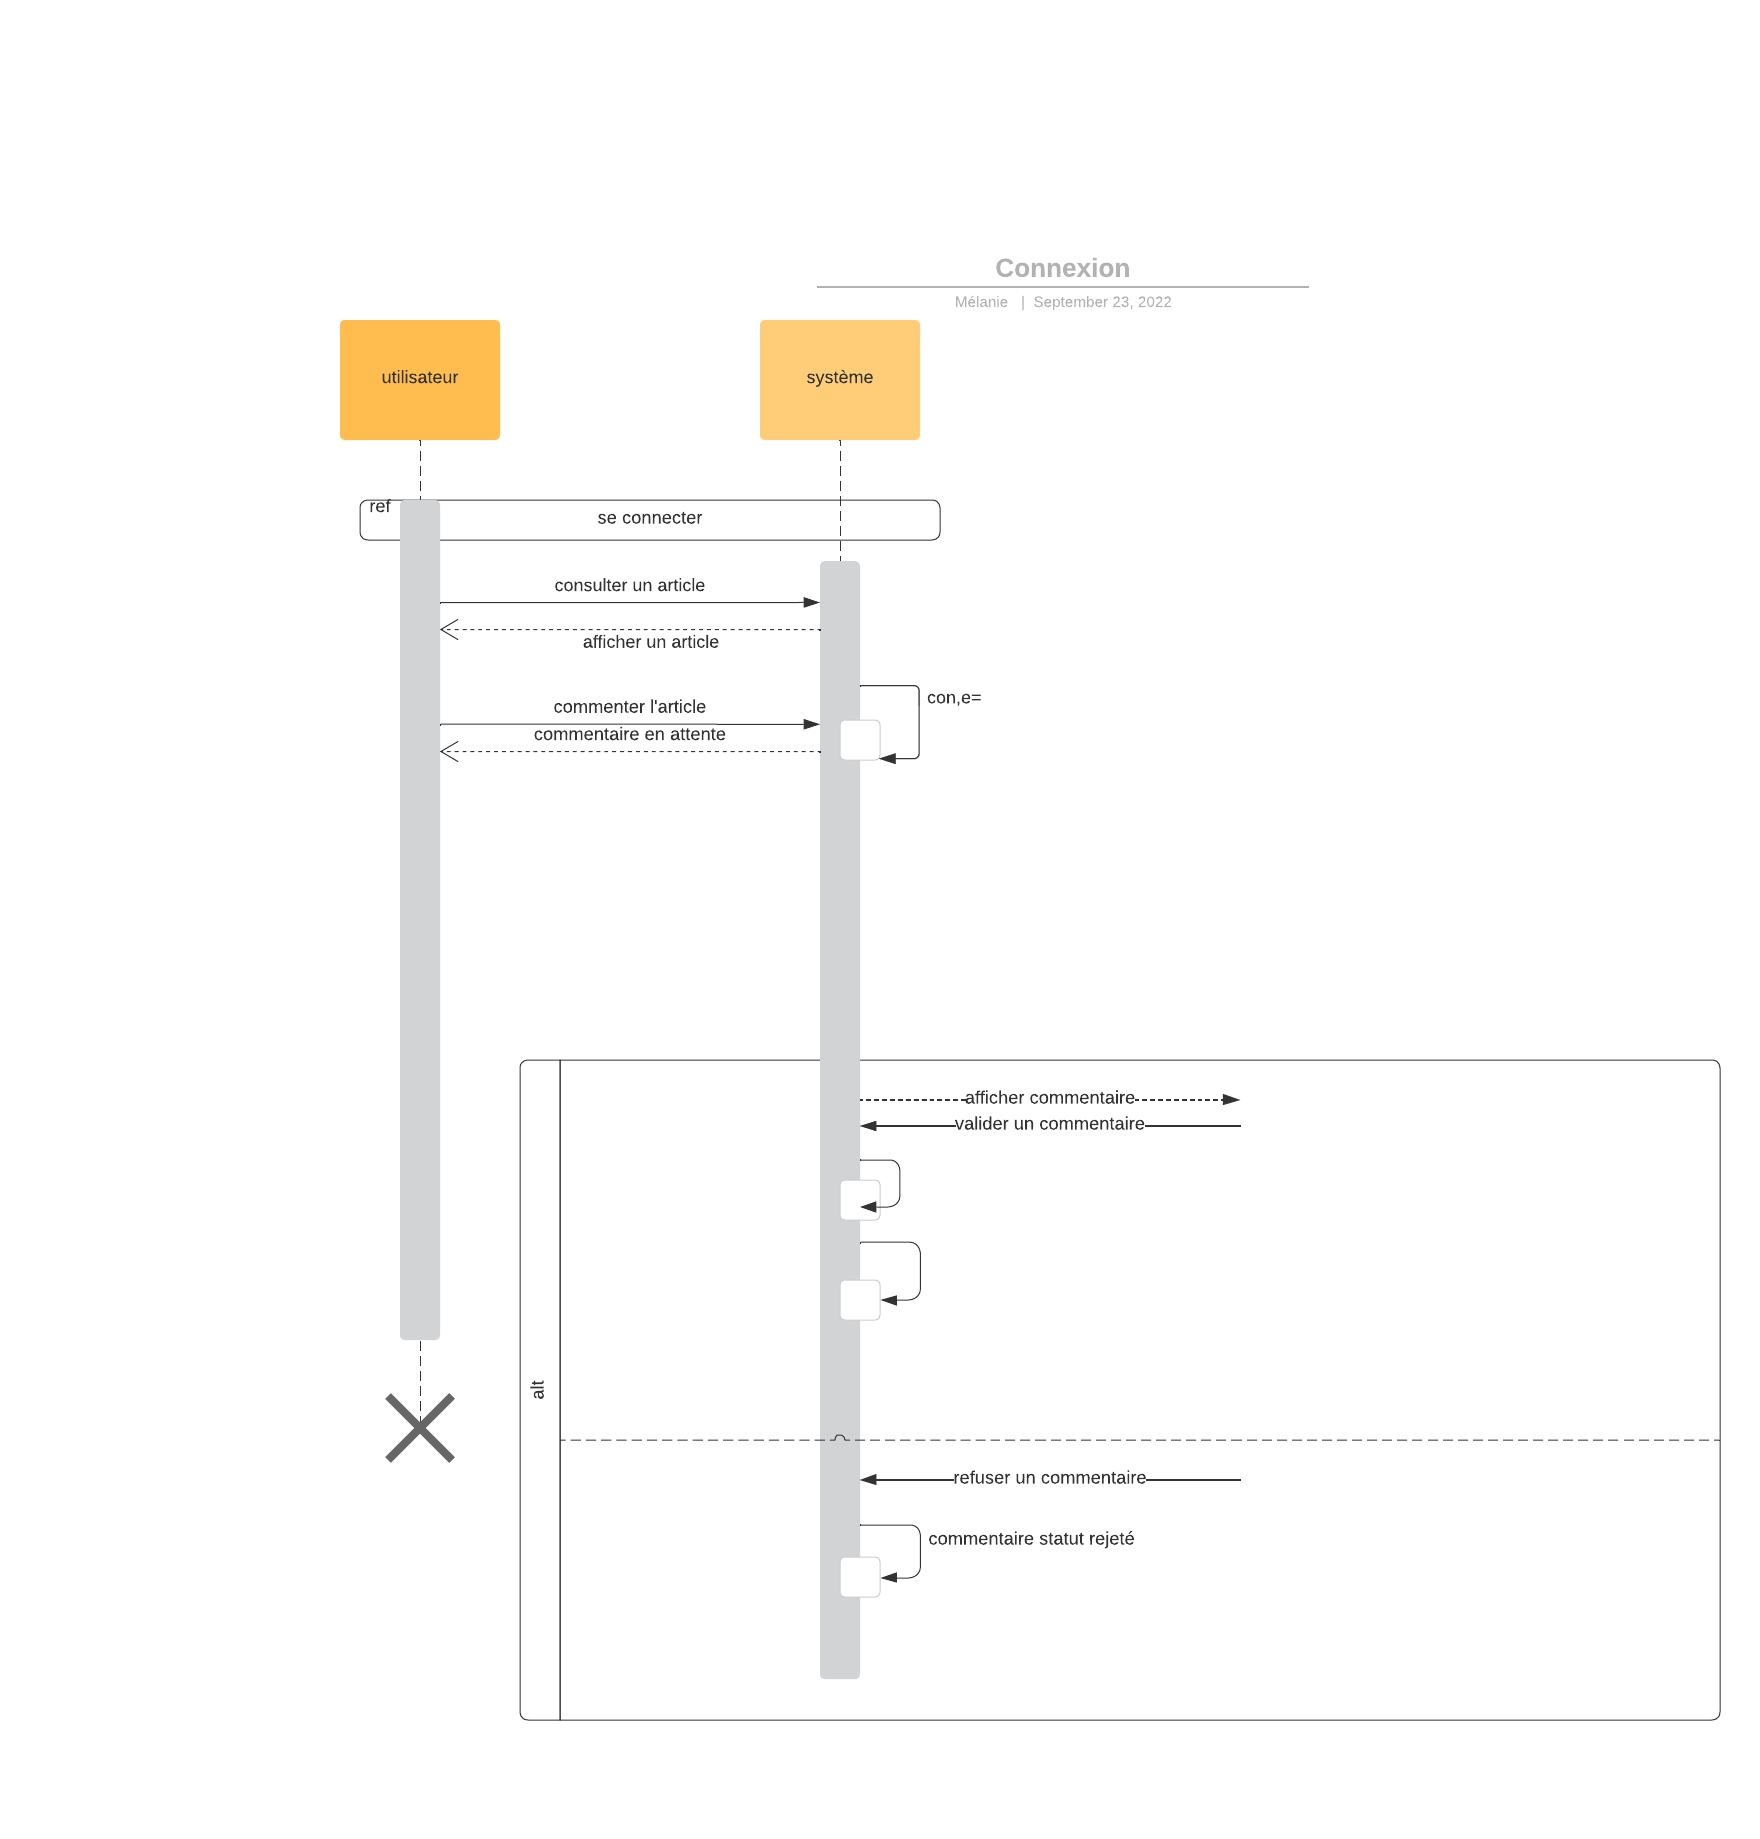 Connexion
Mélanie | September 23, 2022
utilisateur
système
ref
se connecter
consulter un article
afficher un article
con,e=
commenter l'article
commentaire en attente
afficher commentaire
valider un commentaire
alt
refuser un commentaire
commentaire statut rejeté